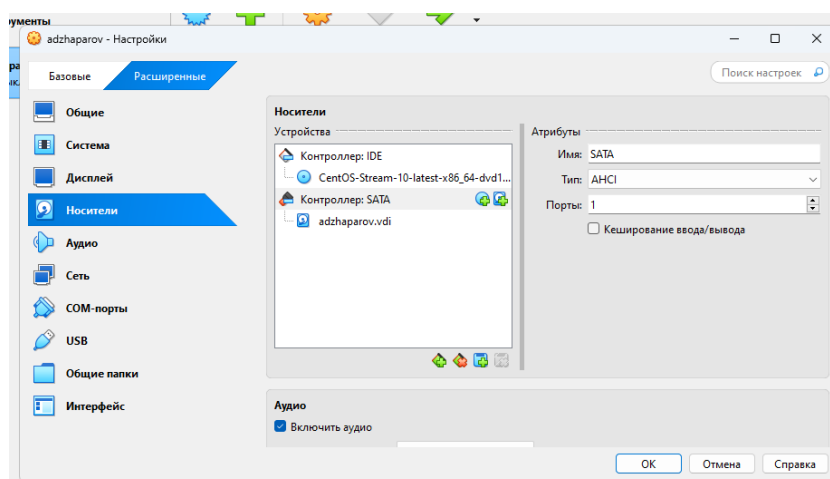 ументы
adzhaparov - Настройки
Базовые
Расширенные
Поиск настроек
Общие
Система
Дисплей
Носители
Аудио
Сеть
COM-порты
USB
Общие папки
Интерфейс
Носители
Устройства
Контроллер: IDE
CentOS-Stream-10-latest-x86_64-dvd1...
Контроллер: SATA
adzhaparov.vdi
Атрибуты
Имя: SATA
Тип: AHCI
Порты: 1
Кеширование ввода/вывода
Аудио
Включить аудио
OK Отмена Справка